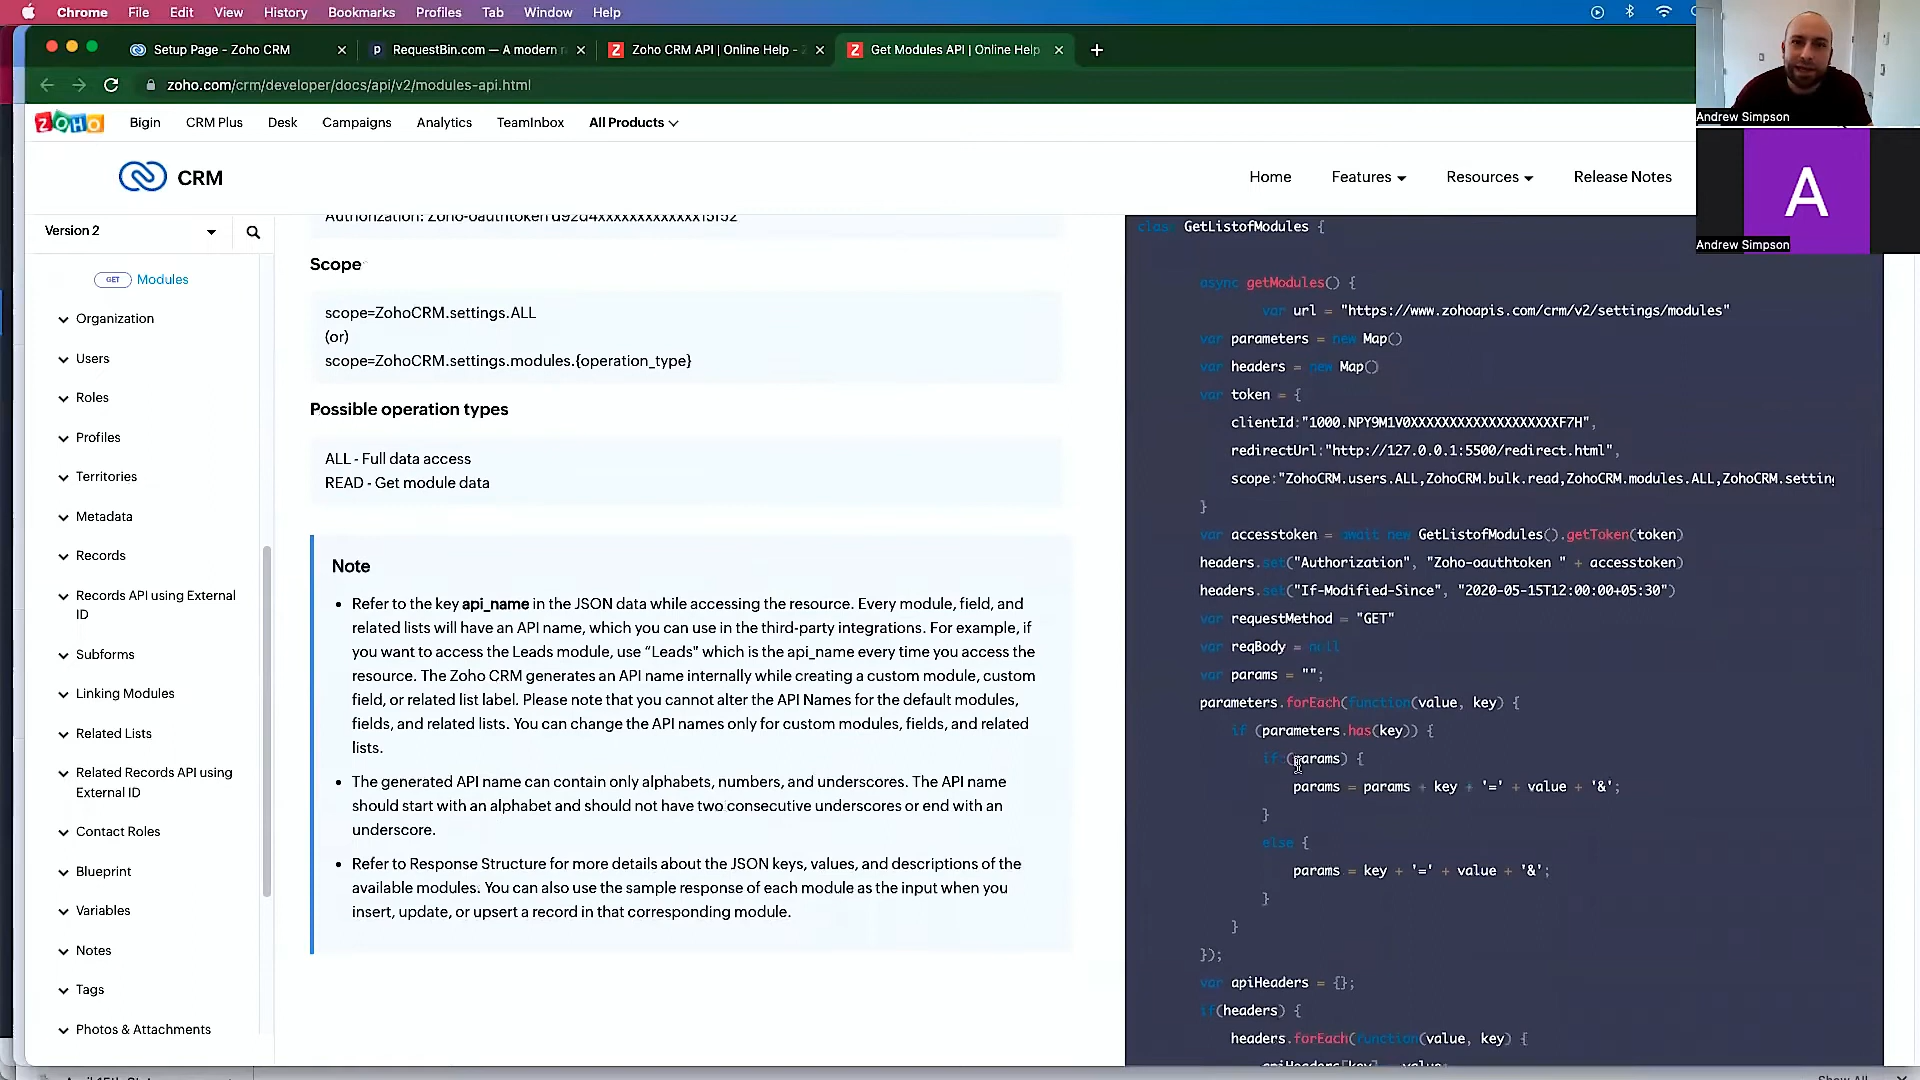 Chrome File Edit View History Bookmarks Profiles Tab Window Help
Setup Page - Zoho CRM
RequestBin.com — A modern r
Zoho CRM API | Online Help -
Get Modules API | Online Help
zoho.com/crm/developer/docs/api/v2/modules-api.html
ZOHO Bigin CRM Plus Desk Campaigns Analytics TeamInbox All Products
CRM
Home Features Resources Release Notes
Andrew Simpson
A
Andrew Simpson
Version 2
GET Modules
Organization
Users
Roles
Profiles
Territories
Metadata
Records
Records API using External
ID
Subforms
Linking Modules
Related Lists
Related Records API using
External ID
Contact Roles
Blueprint
Variables
Notes
Tags
Photos & Attachments
Scope
scope=ZohoCRM.settings.ALL
(or)
scope=ZohoCRM.settings.modules.{operation_type}
Possible operation types
ALL - Full data access
READ - Get module data
Note
• Refer to the key api_name in the JSON data while accessing the resource. Every module, field, and
related lists will have an API name, which you can use in the third-party integrations. For example, if
you want to access the Leads module, use “Leads" which is the api_name every time you access the
resource. The Zoho CRM generates an API name internally while creating a custom module, custom
field, or related list label. Please note that you cannot alter the API Names for the default modules,
fields, and related lists. You can change the API names only for custom modules, fields, and related
lists.
• The generated API name can contain only alphabets, numbers, and underscores. The API name
should start with an alphabet and should not have two consecutive underscores or end with an
underscore.
• Refer to Response Structure for more details about the JSON keys, values, and descriptions of the
available modules. You can also use the sample response of each module as the input when you
insert, update, or upsert a record in that corresponding module.
class GetListofModules {
async getModules() {
var url = "https://www.zohoapis.com/crm/v2/settings/modules"
var parameters = new Map()
var headers = new Map()
var token = {
clientId:"1000.NPY9M1V0XXXXXXXXXXXXXXXXXXXF7H",
redirectUrl:"http://127.0.0.1:5500/redirect.html",
scope:"ZohoCRM.users.ALL,ZohoCRM.bulk.read,ZohoCRM.modules.ALL,ZohoCRM.setting
}
var accesstoken = await new GetListofModules().getToken(token)
headers.set("Authorization", "Zoho-oauthtoken " + accesstoken)
headers.set("If-Modified-Since", "2020-05-15T12:00:00+05:30")
var requestMethod = "GET"
var reqBody = null
var params = "";
parameters.forEach(function(value, key) {
if (parameters.has(key)) {
if (params) {
params = params + key + '=' + value + '&';
}
else {
params = key + '=' + value + '&';
}
}
});
var apiHeaders = {};
if(headers) {
headers.forEach(function(value, key) {